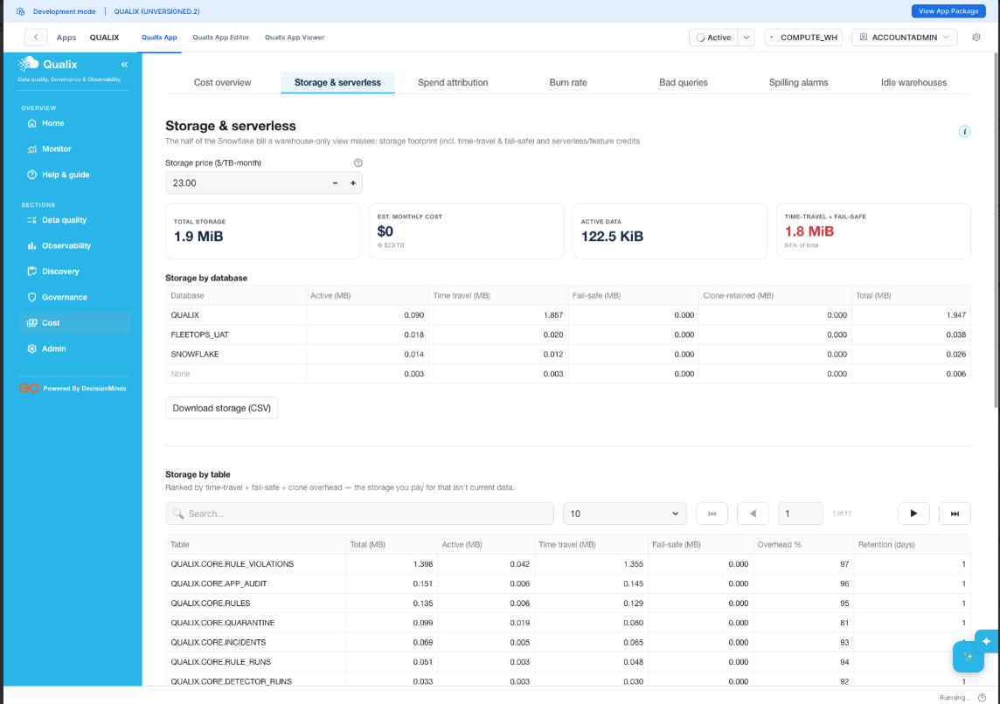 Development mode | QUALIX (UNVERSIONED.2)
View App Package
Apps QUALIX Quallx App Quallx App Editor Quallx App Viewer
Active COMPUTE_WH ACCOUNTADMIN
Qualix «
Data quality, Governance & Observability
OVERVIEW
Home
Monitor
Help & guide
SECTIONS
Data quality
Observability
Discovery
Governance
Cost
Admin
Powered By DecisionMinds
Cost overview Storage & serverless Spend attribution Burn rate Bad queries Spilling alarms Idle warehouses
Storage & serverless
The half of the Snowflake bill a warehouse-only view misses: storage footprint (incl. time-travel & fail-safe) and serverless/feature credits
Storage price ($/TB-month)
23.00 − +
TOTAL STORAGE
1.9 MiB
EST. MONTHLY COST
$0
@ $23/TB
ACTIVE DATA
122.5 KiB
TIME-TRAVEL + FAIL-SAFE
1.8 MiB
94% of total
Storage by database
Database Active (MB) Time travel (MB) Fail-safe (MB) Clone-retained (MB) Total (MB)
QUALIX 0.090 1.857 0.000 0.000 1.947
FLEETOPS_UAT 0.018 0.020 0.000 0.000 0.038
SNOWFLAKE 0.014 0.012 0.000 0.000 0.026
None 0.003 0.003 0.000 0.000 0.006
Download storage (CSV)
Storage by table
Ranked by time-travel + fail-safe + clone overhead — the storage you pay for that isn't current data.
Search... 10 1 1 of 11
Table Total (MB) Active (MB) Time travel (MB) Fail-safe (MB) Overhead % Retention (days)
QUALIX.CORE.RULE_VIOLATIONS 1.398 0.042 1.355 0.000 97 1
QUALIX.CORE.APP_AUDIT 0.151 0.006 0.145 0.000 96 1
QUALIX.CORE.RULES 0.135 0.006 0.129 0.000 95 1
QUALIX.CORE.QUARANTINE 0.099 0.019 0.080 0.000 81 1
QUALIX.CORE.INCIDENTS 0.069 0.005 0.065 0.000 93 1
QUALIX.CORE.RULE_RUNS 0.051 0.003 0.048 0.000 94
QUALIX.CORE.DETECTOR_RUNS 0.033 0.003 0.030 0.000 92 1
Running...